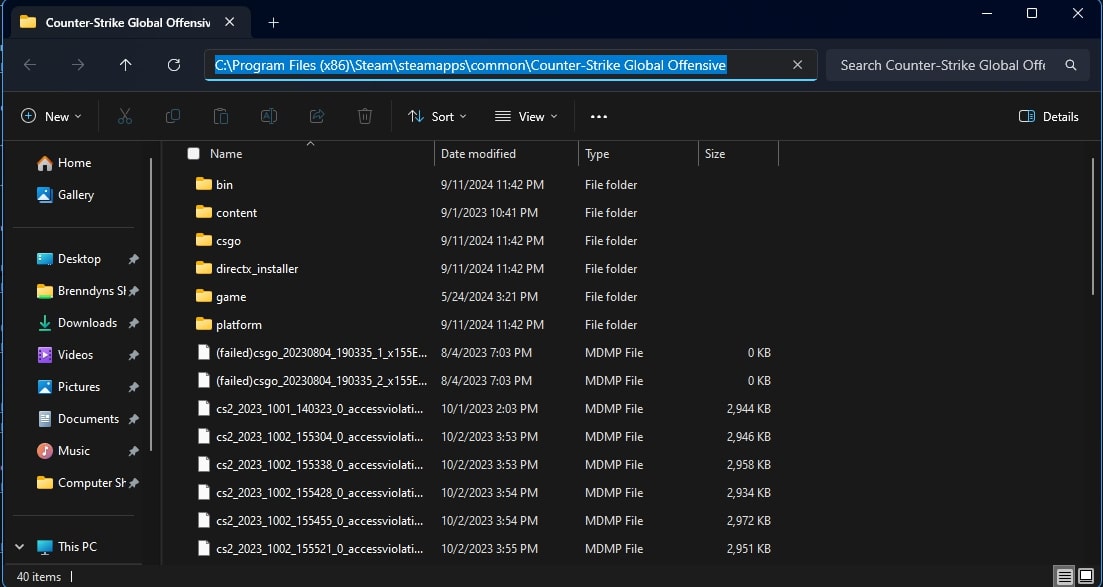 Counter-Strike Global Offensiv
C:\Program Files (x86)\Steam\steamapps\common\Counter-Strike Global Offensive
Search Counter-Strike Global Offe
New
Sort
View
Details
Home
Gallery
Desktop
Brenndyns Sh
Downloads
Videos
Pictures
Documents
Music
Computer Sh
This PC
Name Date modified Type Size
bin 9/11/2024 11:42 PM File folder
content 9/1/2023 10:41 PM File folder
csgo 9/11/2024 11:42 PM File folder
directx_installer 9/11/2024 11:42 PM File folder
game 5/24/2024 3:21 PM File folder
platform 9/11/2024 11:42 PM File folder
(failed)csgo_20230804_190335_1_x155E... 8/4/2023 7:03 PM MDMP File 0 KB
(failed)csgo_20230804_190335_2_x155E... 8/4/2023 7:03 PM MDMP File 0 KB
cs2_2023_1001_140323_0_accessviolati... 10/1/2023 2:03 PM MDMP File 2,944 KB
cs2_2023_1002_155304_0_accessviolati... 10/2/2023 3:53 PM MDMP File 2,946 KB
cs2_2023_1002_155338_0_accessviolati... 10/2/2023 3:53 PM MDMP File 2,958 KB
cs2_2023_1002_155428_0_accessviolati... 10/2/2023 3:54 PM MDMP File 2,934 KB
cs2_2023_1002_155455_0_accessviolati... 10/2/2023 3:54 PM MDMP File 2,972 KB
cs2_2023_1002_155521_0_accessviolati... 10/2/2023 3:55 PM MDMP File 2,951 KB
40 items